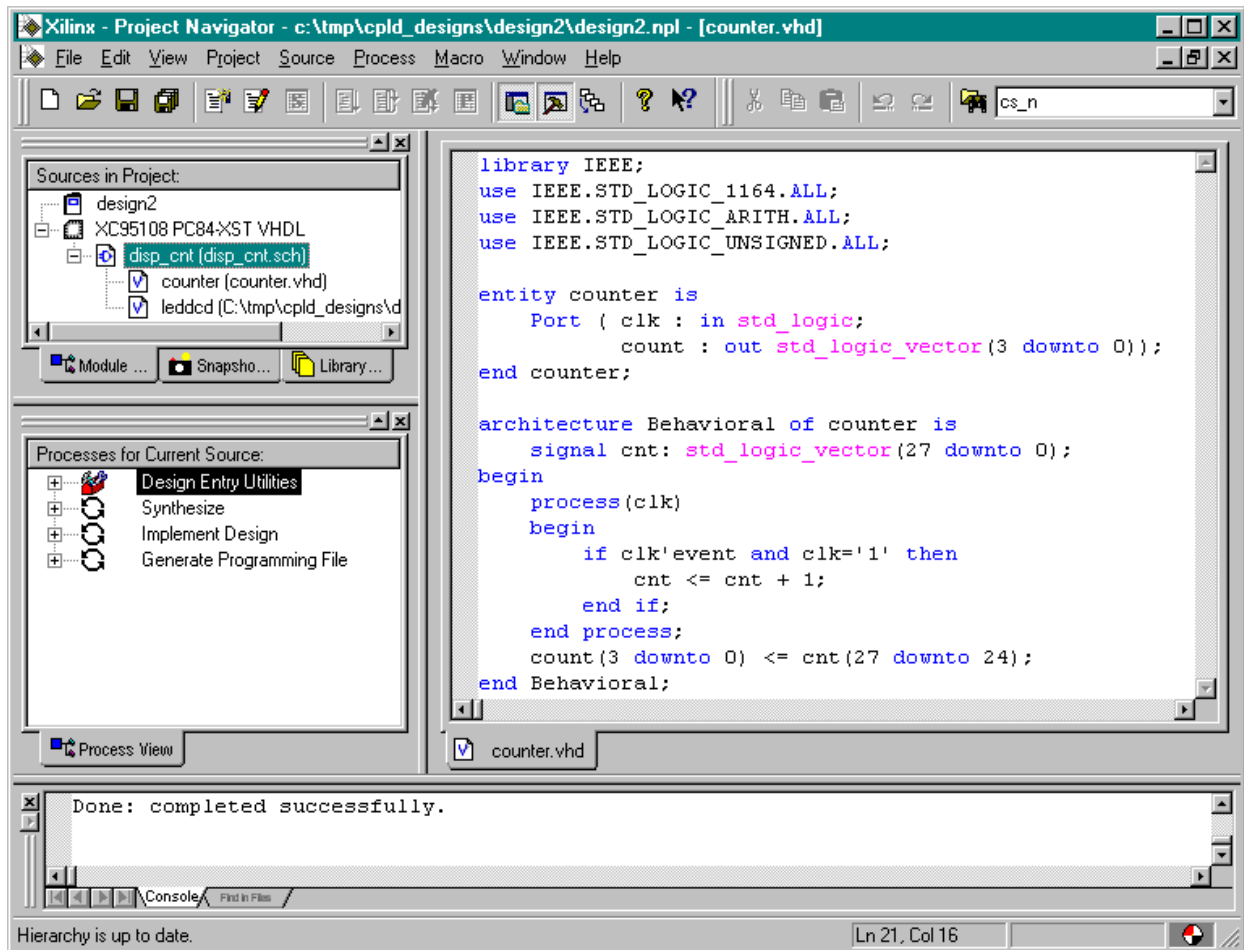 Xilinx - Project Navigator - c:\tmp\cpld_designs\design2\design2.npl - [counter.vhd]
File Edit View Project Source Process Macro Window Help
cs_n
Sources in Project:
design2
XC95108 PC84-XST VHDL
disp_cnt (disp_cnt.sch)
counter (counter.vhd)
leddcd (C:\tmp\cpld_designs\d
Module ... Snapsho... Library...
Processes for Current Source:
Design Entry Utilities
Synthesize
Implement Design
Generate Programming File
Process View
library IEEE;
use IEEE.STD_LOGIC_1164.ALL;
use IEEE.STD_LOGIC_ARITH.ALL;
use IEEE.STD_LOGIC_UNSIGNED.ALL;
entity counter is
Port ( clk : in std_logic;
count : out std_logic_vector(3 downto 0));
end counter;
architecture Behavioral of counter is
signal cnt: std_logic_vector(27 downto 0);
begin
process(clk)
begin
if clk'event and clk='1' then
cnt <= cnt + 1;
end if;
end process;
count(3 downto 0) <= cnt(27 downto 24);
end Behavioral;
counter.vhd
Done: completed successfully.
Console Find in Files
Hierarchy is up to date. Ln 21, Col 16